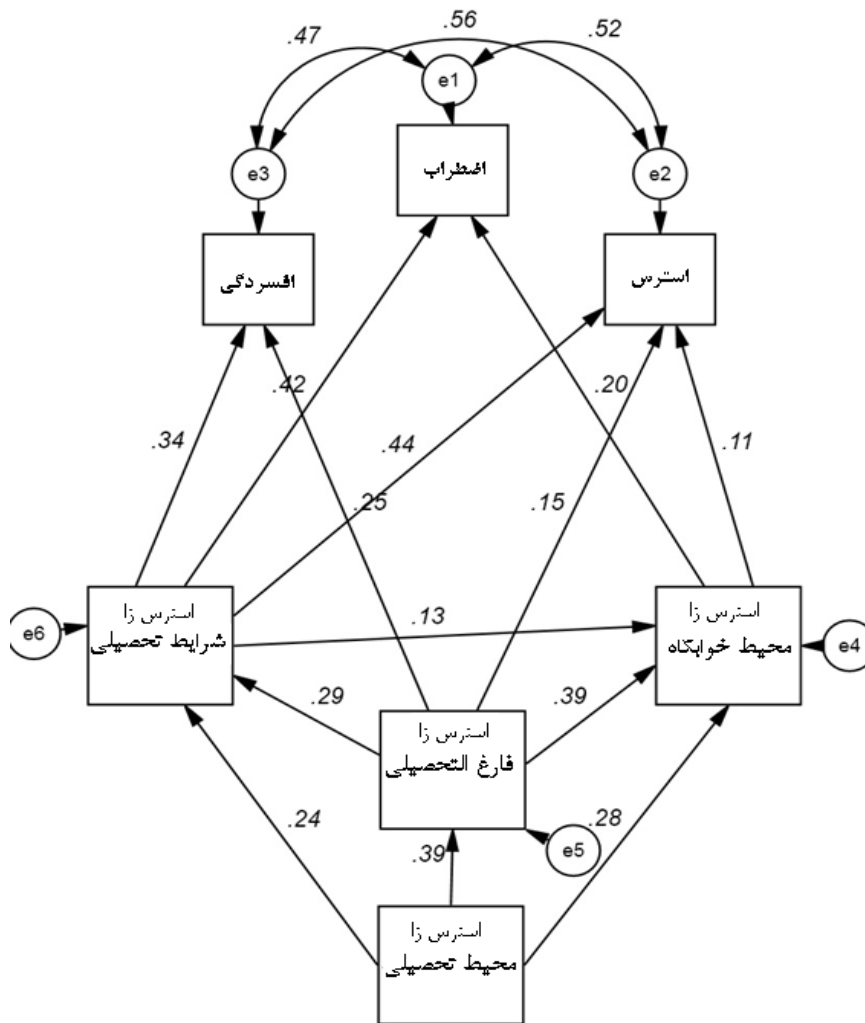 .47
.56
.52
e1
e3
اضطراب
e2
افسردگی
استرس
.42
.20
.34
.44
.11
.25
.15
استرس زا
شرایط تحصیلی
e6
.13
استرس زا
محیط خوابگاه
e4
.29
.39
استرس زا
فارغ التحصیلی
.24
.28
.39
e5
استرس زا
محیط تحصیلی